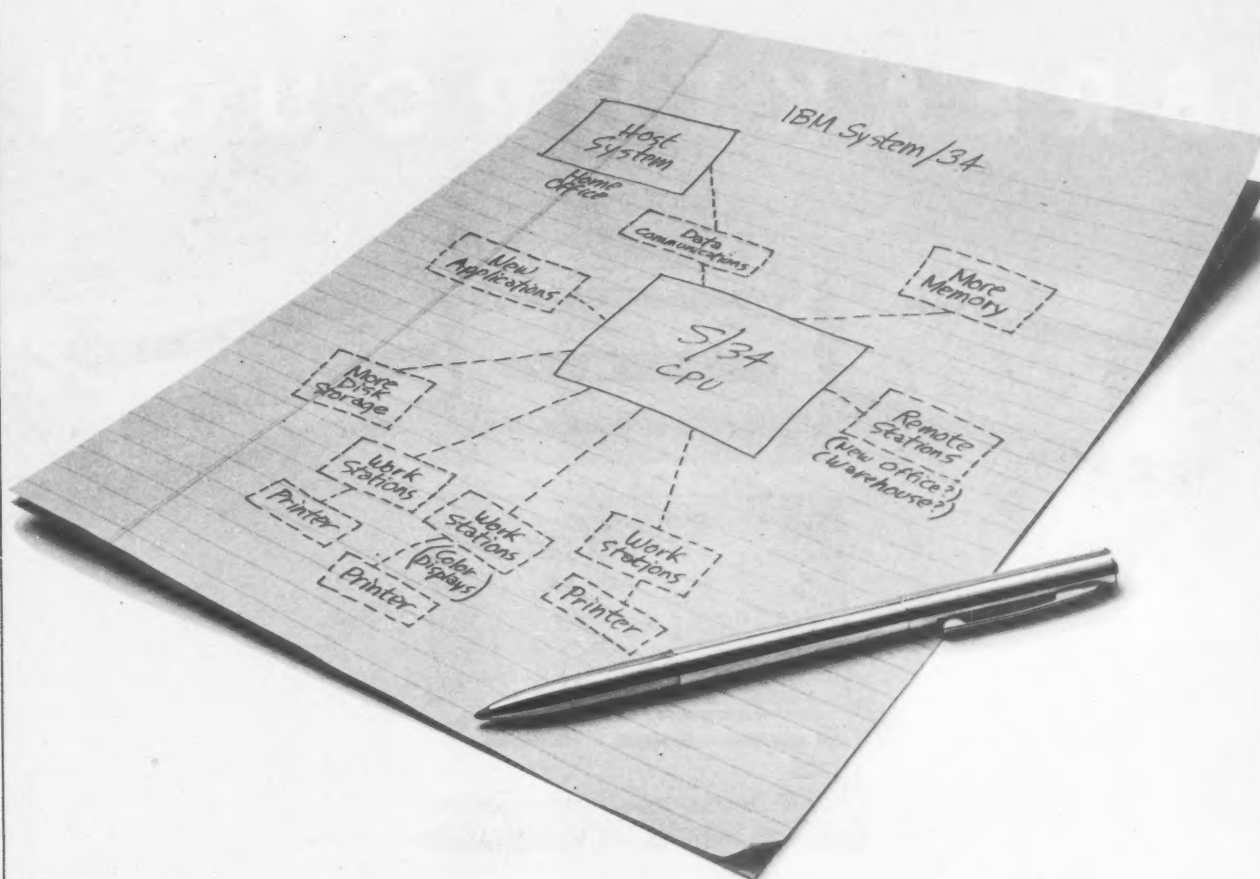 IBM System/34
Host
System
Home
Office
Data
Communications
New
Applications
More
Memory
S/34
CPU
More
Disk
Storage
Remote
Stations
(New Office?)
(Warehouse?)
Work
Stations
Printer
Work
Stations
(Color
Displays)
Printer
Work
Stations
Printer